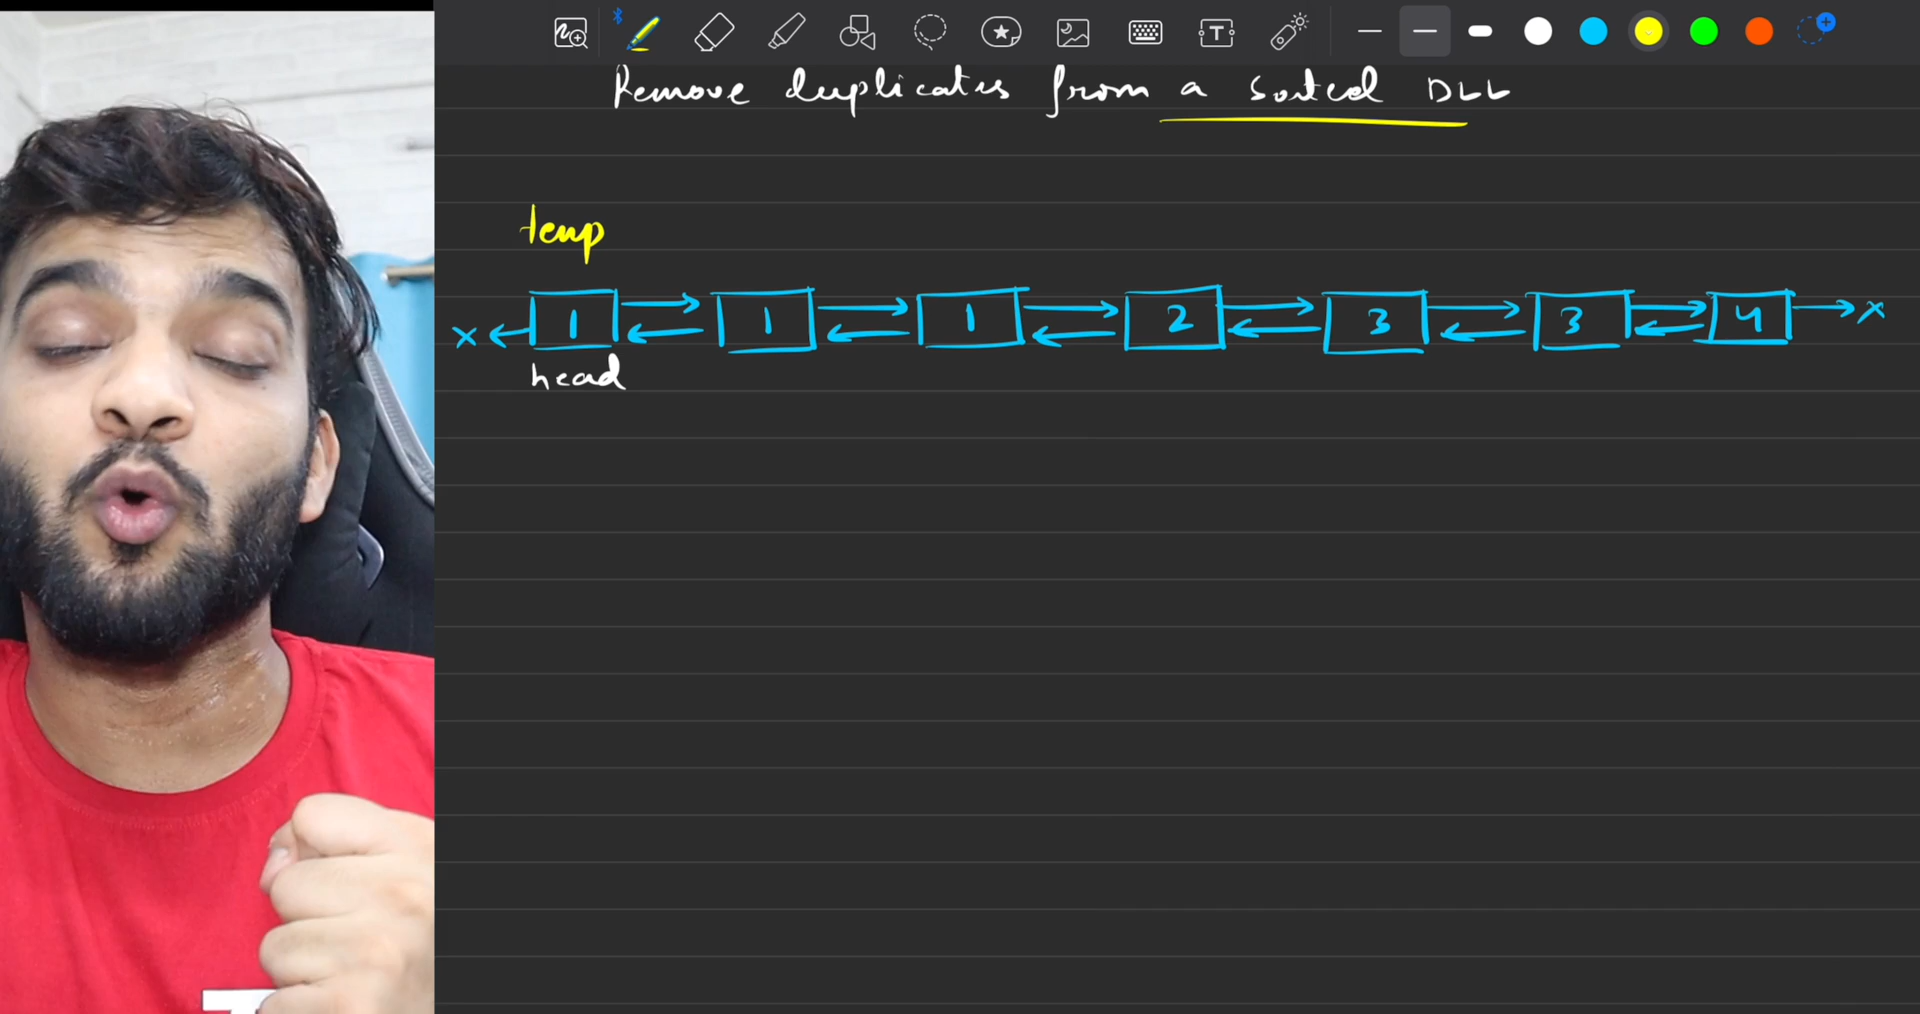 Remove duplicates from a sorted DLL
temp
x 1 1 1 2 3 3 4 x
head